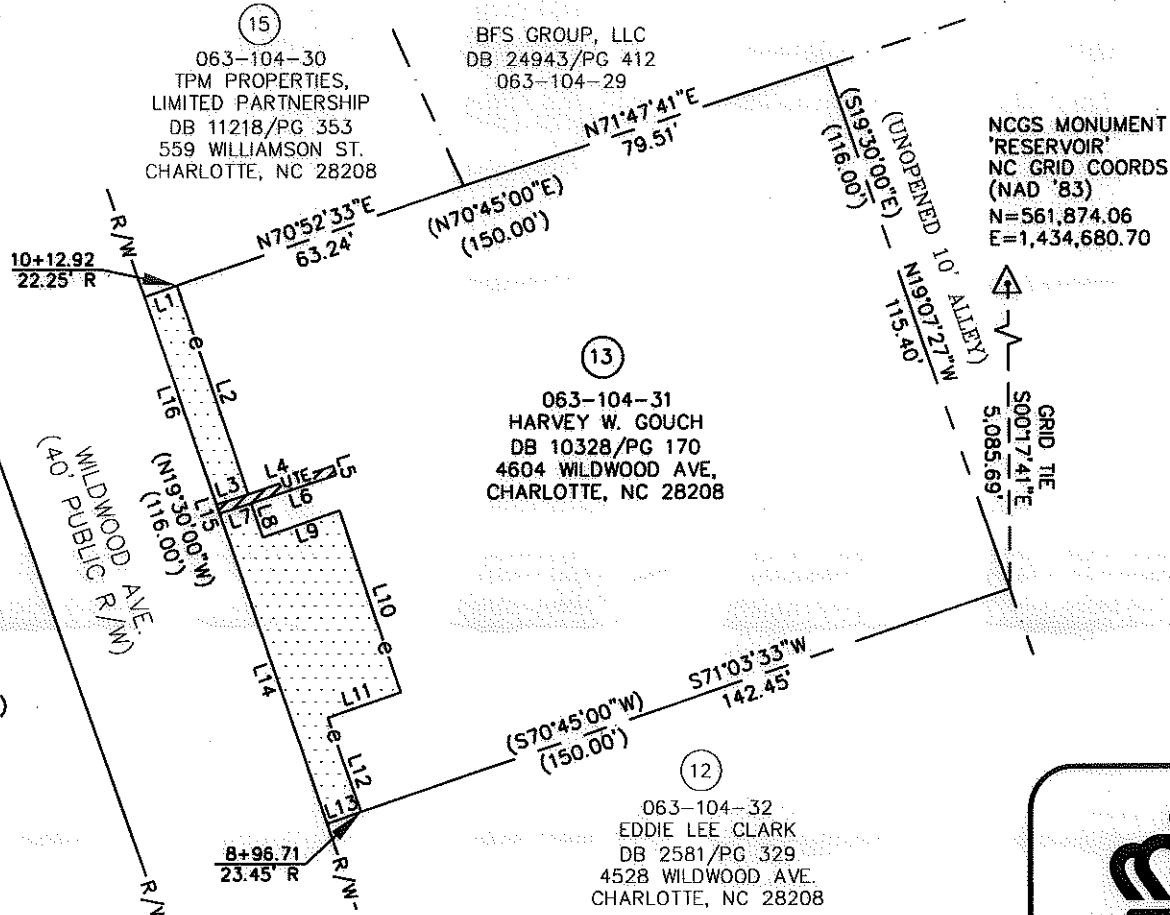 15
063-104-30
TPM PROPERTIES,
LIMITED PARTNERSHIP
DB 11218/PG 353
559 WILLIAMSON ST.
CHARLOTTE, NC 28208
BFS GROUP, LLC
DB 24943/PG 412
063-104-29
N71°47'41"E
79.51'
(S19°30'00"E)
(116.00')
(UNOPENED 10' ALLEY)
NCGS MONUMENT
'RESERVOIR'
NC GRID COORDS
(NAD '83)
N=561,874.06
E=1,434,680.70
R/W
N70°52'33"E
63.24'
(N70°45'00"E)
(150.00')
10+12.92
22.25' R
L1
e
L2
L16
N19°07'27"W
115.40'
GRID TIE
S00°17'41"E
5,085.69'
13
063-104-31
HARVEY W. GOUCH
DB 10328/PG 170
4604 WILDWOOD AVE,
CHARLOTTE, NC 28208
L3
L4
UTE
L5
L6
L7
L8
L9
L15
(N19°30'00"W)
(116.00')
WILDWOOD AVE.
(40' PUBLIC R/W)
L10
e
L14
L11
e
L12
L13
S71°03'33"W
142.45'
(S70°45'00"W)
(150.00')
)
8+96.71
23.45' R
R/W
R/W
12
063-104-32
EDDIE LEE CLARK
DB 2581/PG 329
4528 WILDWOOD AVE.
CHARLOTTE, NC 28208